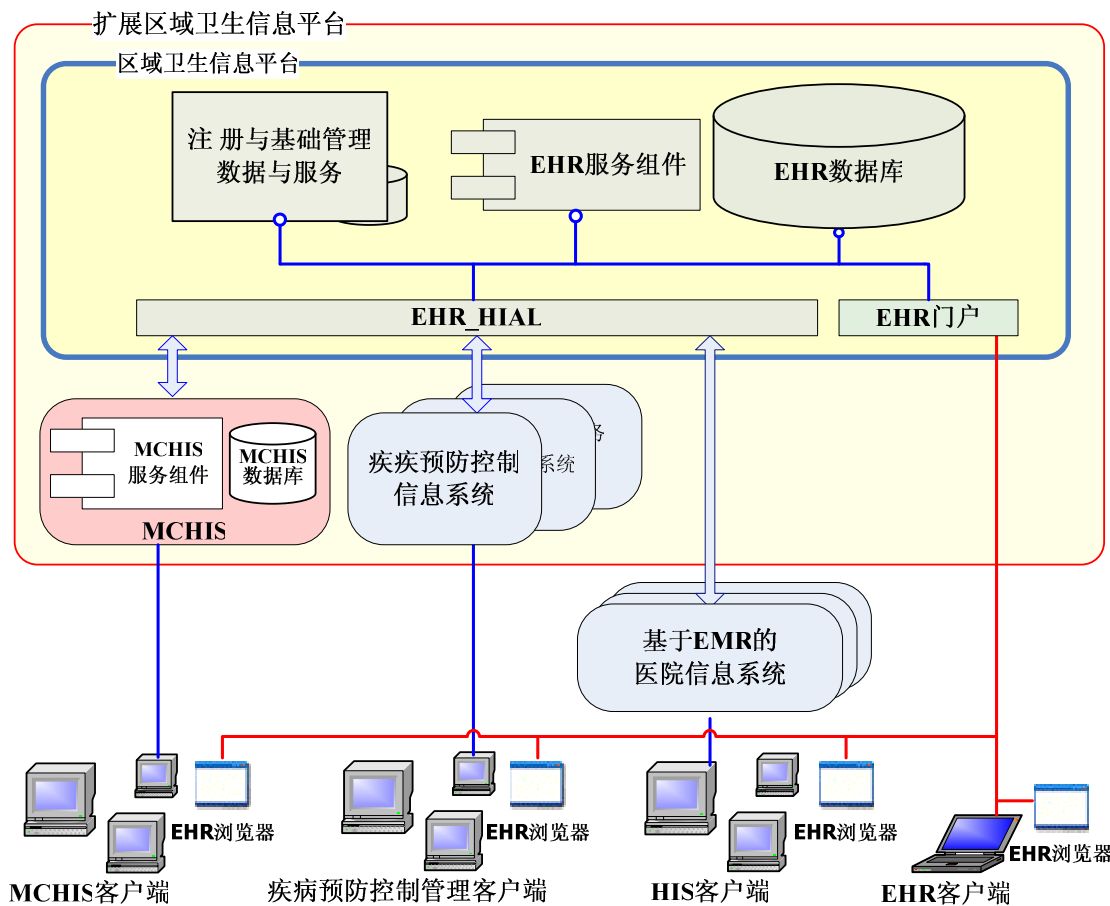 扩展区域卫生信息平台
区域卫生信息平台
注 册与基础管理
数据与服务
EHR服务组件
EHR数据库
EHR_HIAL
EHR门户
MCHIS
服务组件
MCHIS
数据库
MCHIS
疾疾预防控制
信息系统
系统
基于EMR的
医院信息系统
EHR浏览器
EHR浏览器
EHR浏览器
EHR浏览器
MCHIS客户端
疾病预防控制管理客户端
HIS客户端
EHR客户端